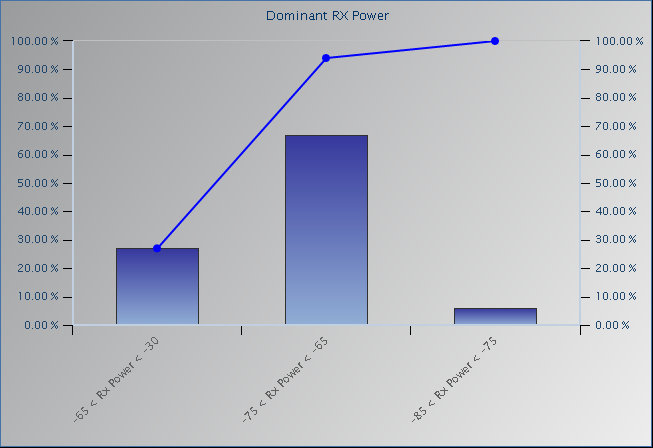 Dominant RX Power
100.00 % 100.00 %
90.00 % 90.00 %
80.00 % 80.00 %
70.00 % 70.00 %
60.00 % 60.00 %
50.00 % 50.00 %
40.00 % 40.00 %
30.00 % 30.00 %
20.00 % 20.00 %
10.00 % 10.00 %
0.00 % 0.00 %
-65 < Rx Power < -30
-75 < Rx Power < -65
-85 < Rx Power < -75